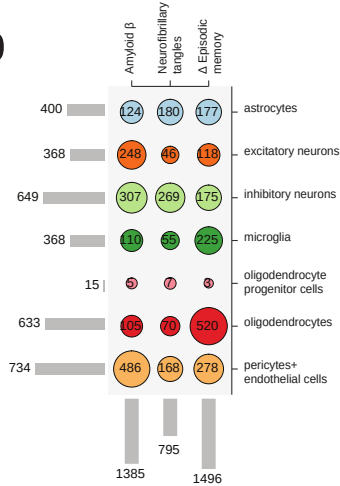 Amyloid β
Neurofibrillary
tangles
Δ Episodic
memory
400 124 180 177 astrocytes
368 248 46 118 excitatory neurons
649 307 269 175 inhibitory neurons
368 110 55 225 microglia
15 5 7 3 oligodendrocyte
progenitor cells
633 105 70 520 oligodendrocytes
734 486 168 278 pericytes+
endothelial cells
1385
795
1496